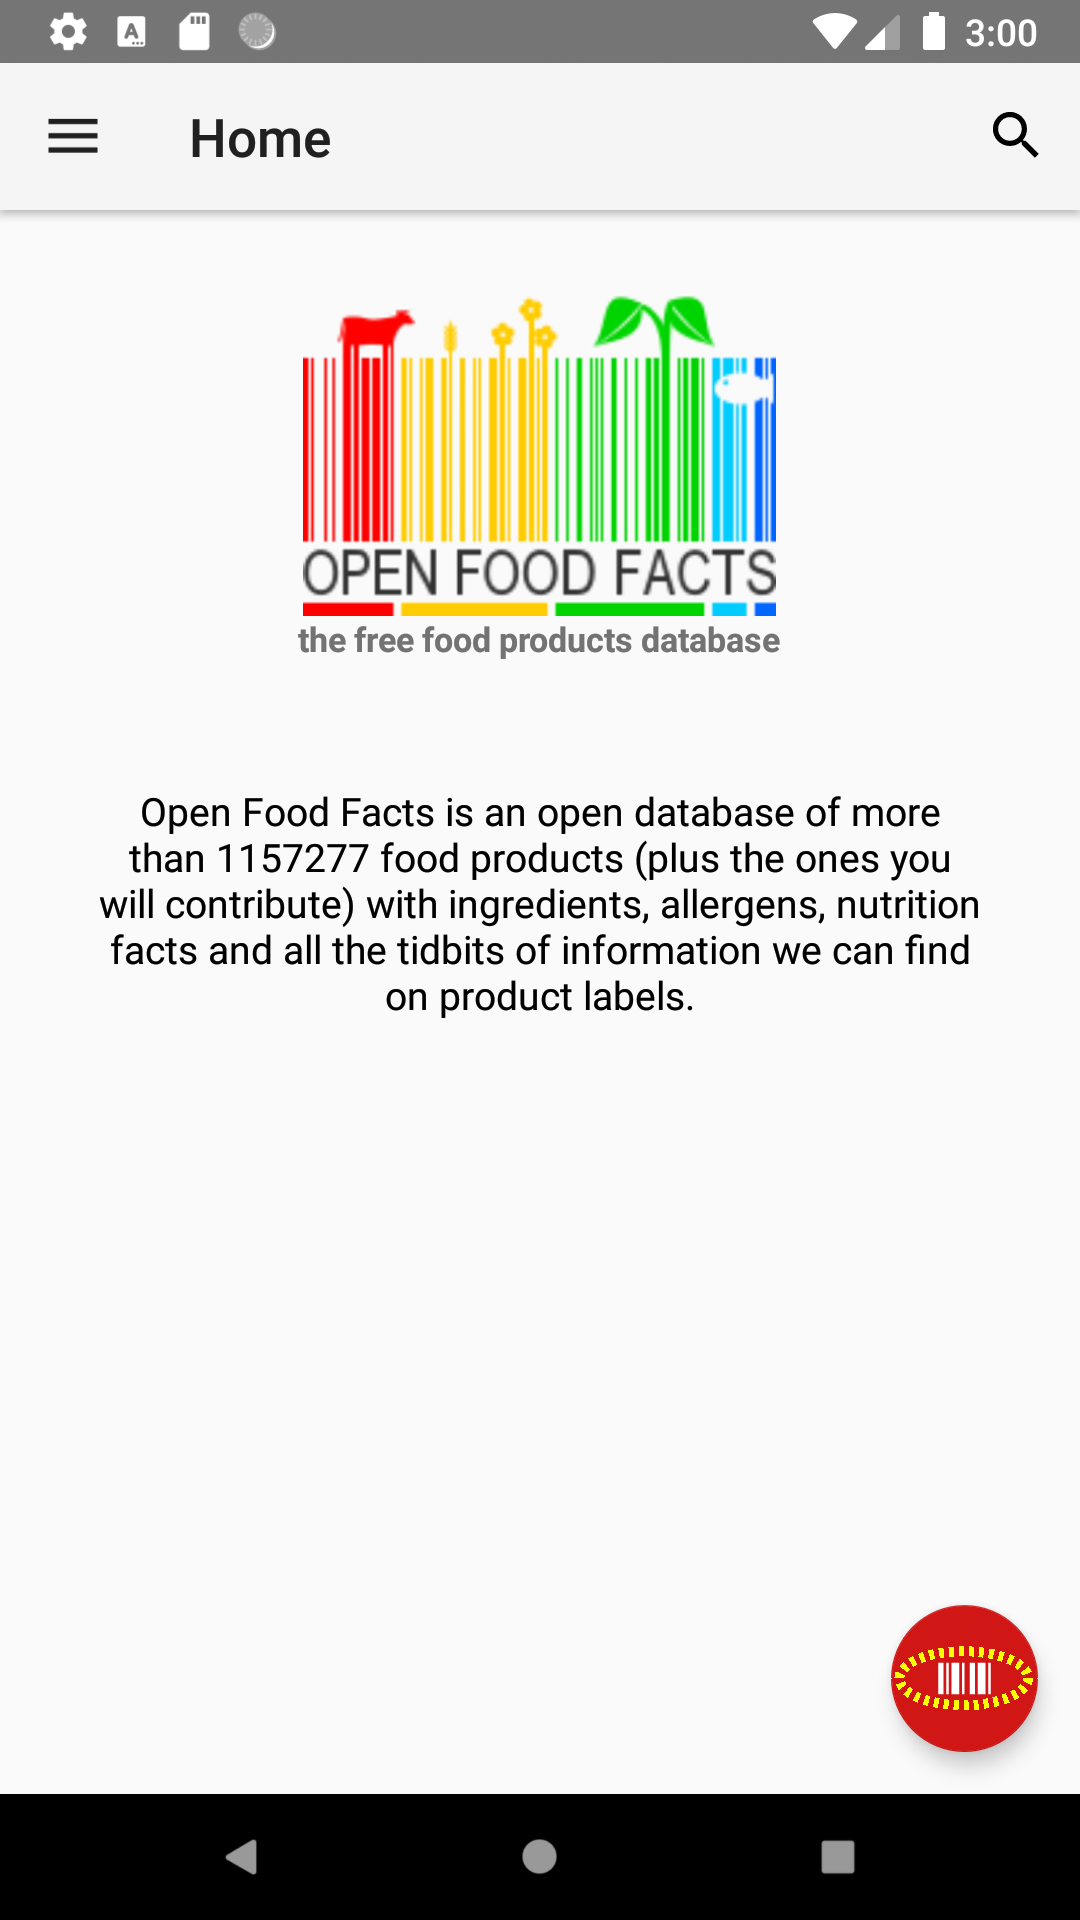 3:00
Home
OPEN FOOD FACTS
the free food products database
Open Food Facts is an open database of more
than 1157277 food products (plus the ones you
will contribute) with ingredients, allergens, nutrition
facts and all the tidbits of information we can find
on product labels.